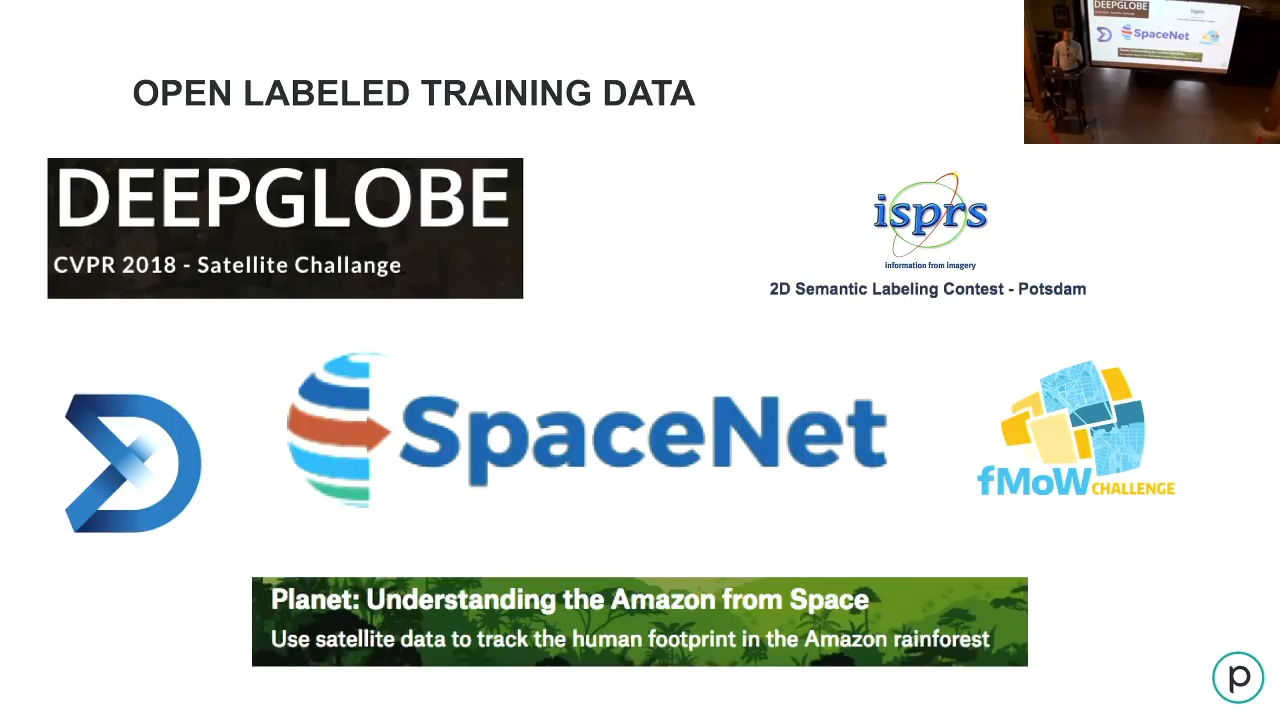 OPEN LABELED TRAINING DATA
DEEPGLOBE
CVPR 2018 - Satellite Challange
isprs
information from imagery
2D Semantic Labeling Contest - Potsdam
SpaceNet
fMoW CHALLENGE
Planet: Understanding the Amazon from Space
Use satellite data to track the human footprint in the Amazon rainforest
p
DEEPGLOBE
isprs
SpaceNet